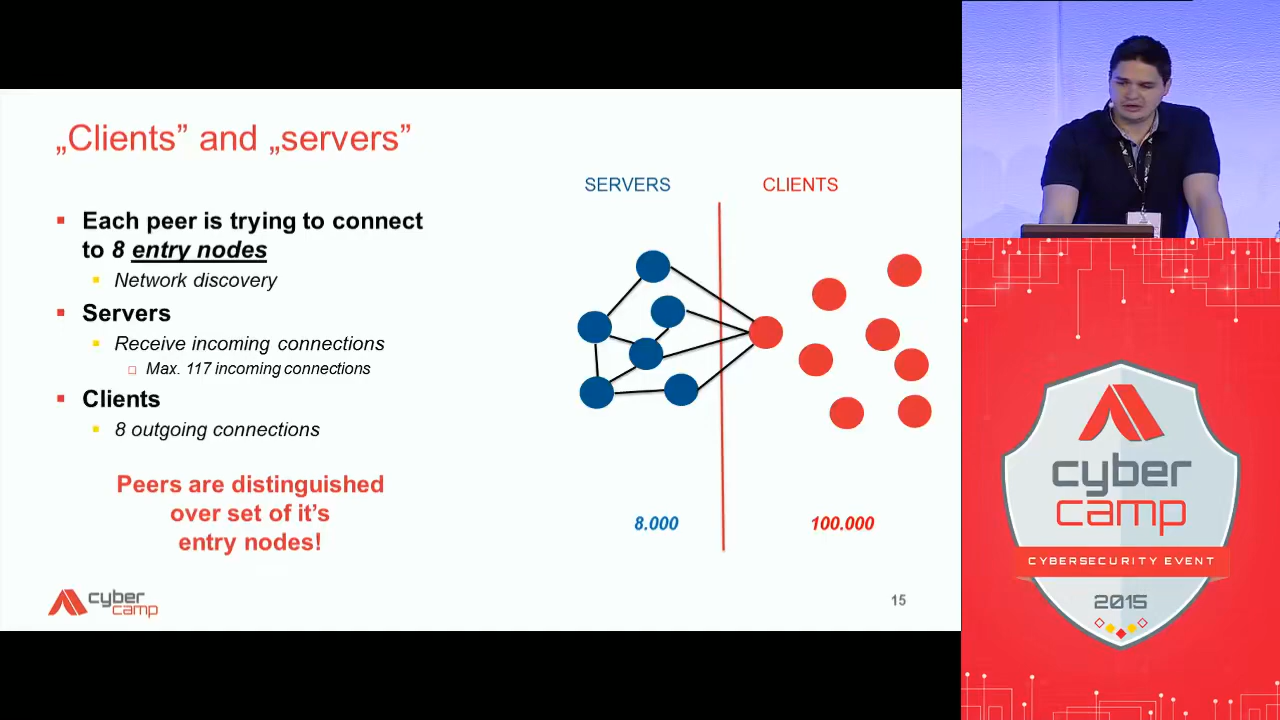 „Clients” and „servers”
Each peer is trying to connect
to 8 entry nodes
Network discovery
Servers
Receive incoming connections
Max. 117 incoming connections
Clients
8 outgoing connections
Peers are distinguished
over set of it’s
entry nodes!
SERVERS
CLIENTS
8.000
100.000
cyber
camp
15
cyber
camp
CYBERSECURITY EVENT
2015